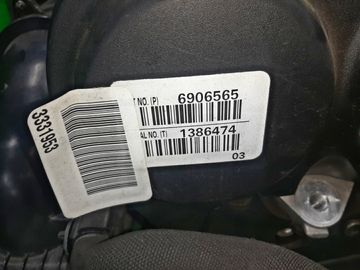 T NO. (P) 6906565
AL NO. (T) 1386474
03
3331953